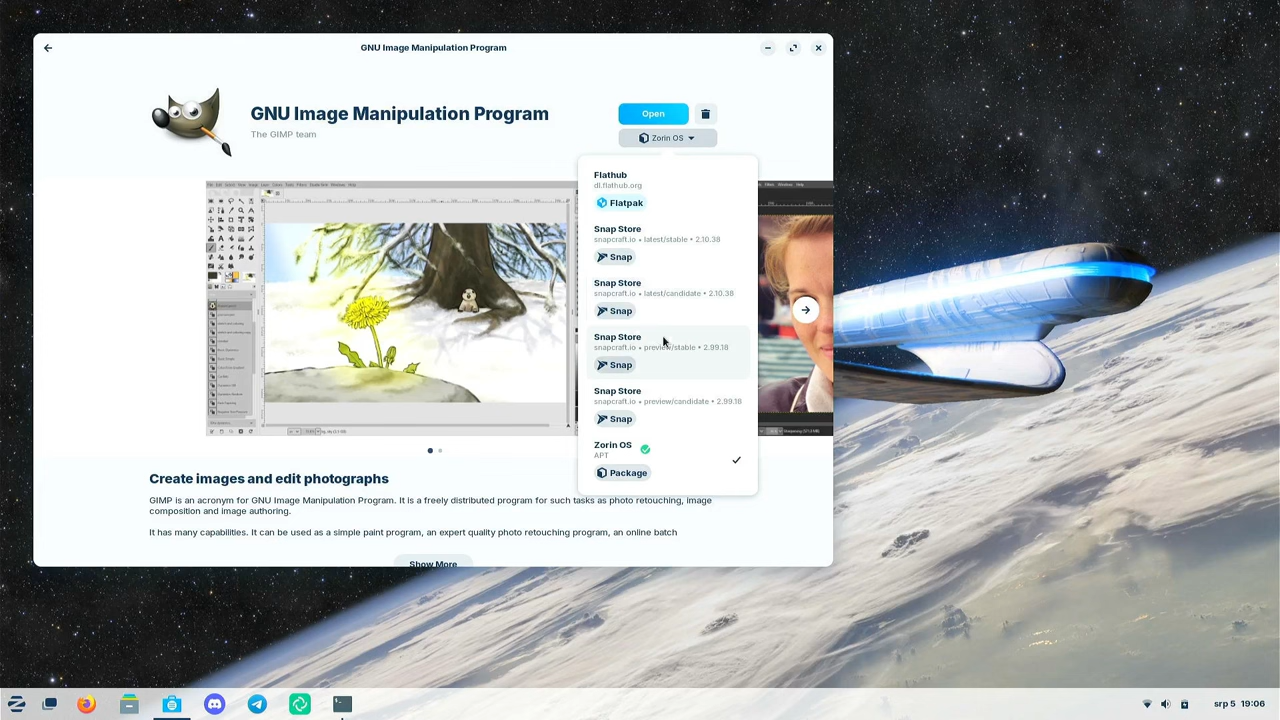 GNU Image Manipulation Program
GNU Image Manipulation Program
The GIMP team
Open
Zorin OS
Flathub
dl.flathub.org
Flatpak
Snap Store
snapcraft.io • latest/stable • 2.10.38
Snap
Snap Store
snapcraft.io • latest/candidate • 2.10.38
Snap
Snap Store
snapcraft.io • preview/stable • 2.99.18
Snap
Snap Store
snapcraft.io • preview/candidate • 2.99.18
Snap
Zorin OS
APT
Package
Create images and edit photographs
GIMP is an acronym for GNU Image Manipulation Program. It is a freely distributed program for such tasks as photo retouching, image
composition and image authoring.
It has many capabilities. It can be used as a simple paint program, an expert quality photo retouching program, an online batch
Show More
srp 5 19:06